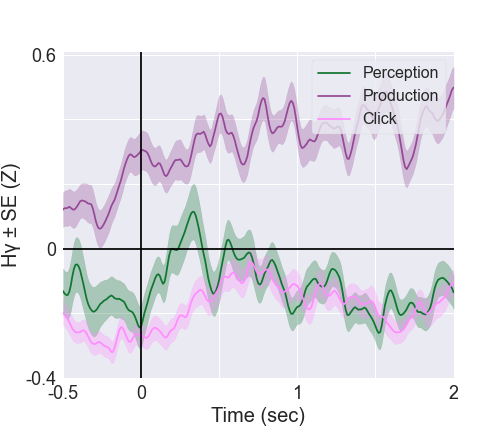 0.6
Perception
Production
Click
Hγ ± SE (Z)
0
-0.4
-0.5 0 1 2
Time (sec)